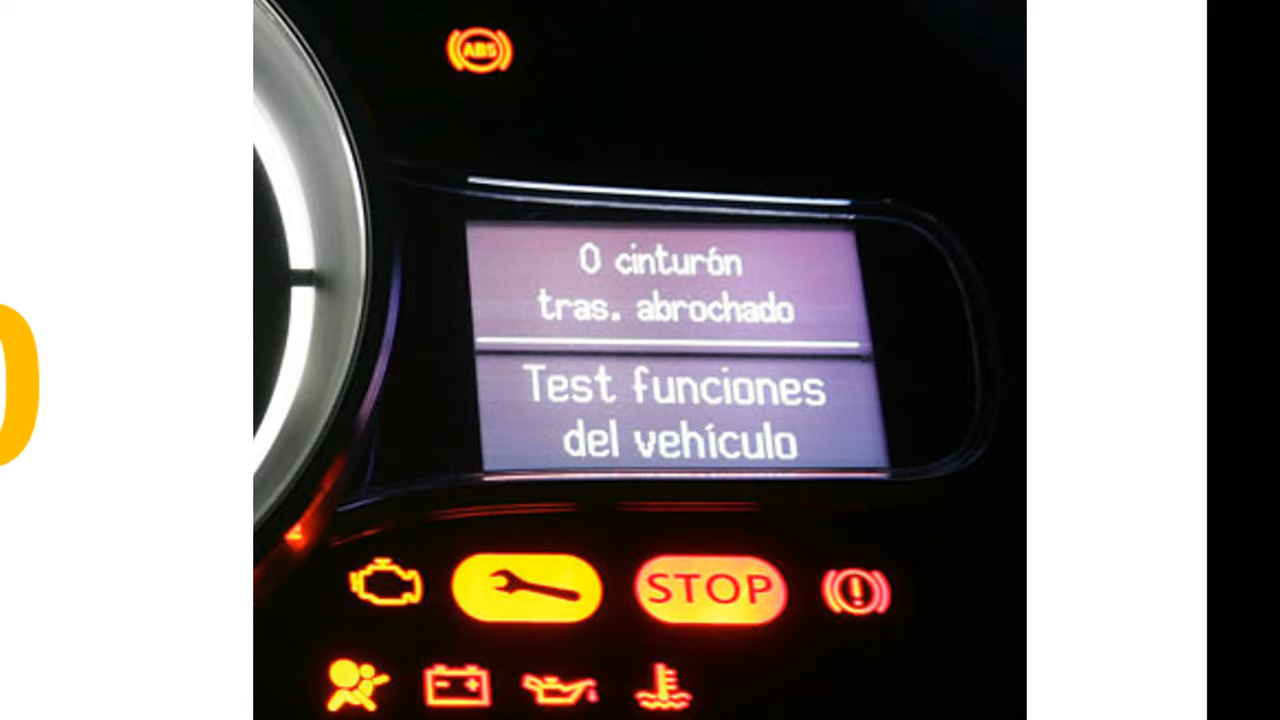 ABS
0 cinturón
tras. abrochado
Test funciones
del vehículo
STOP